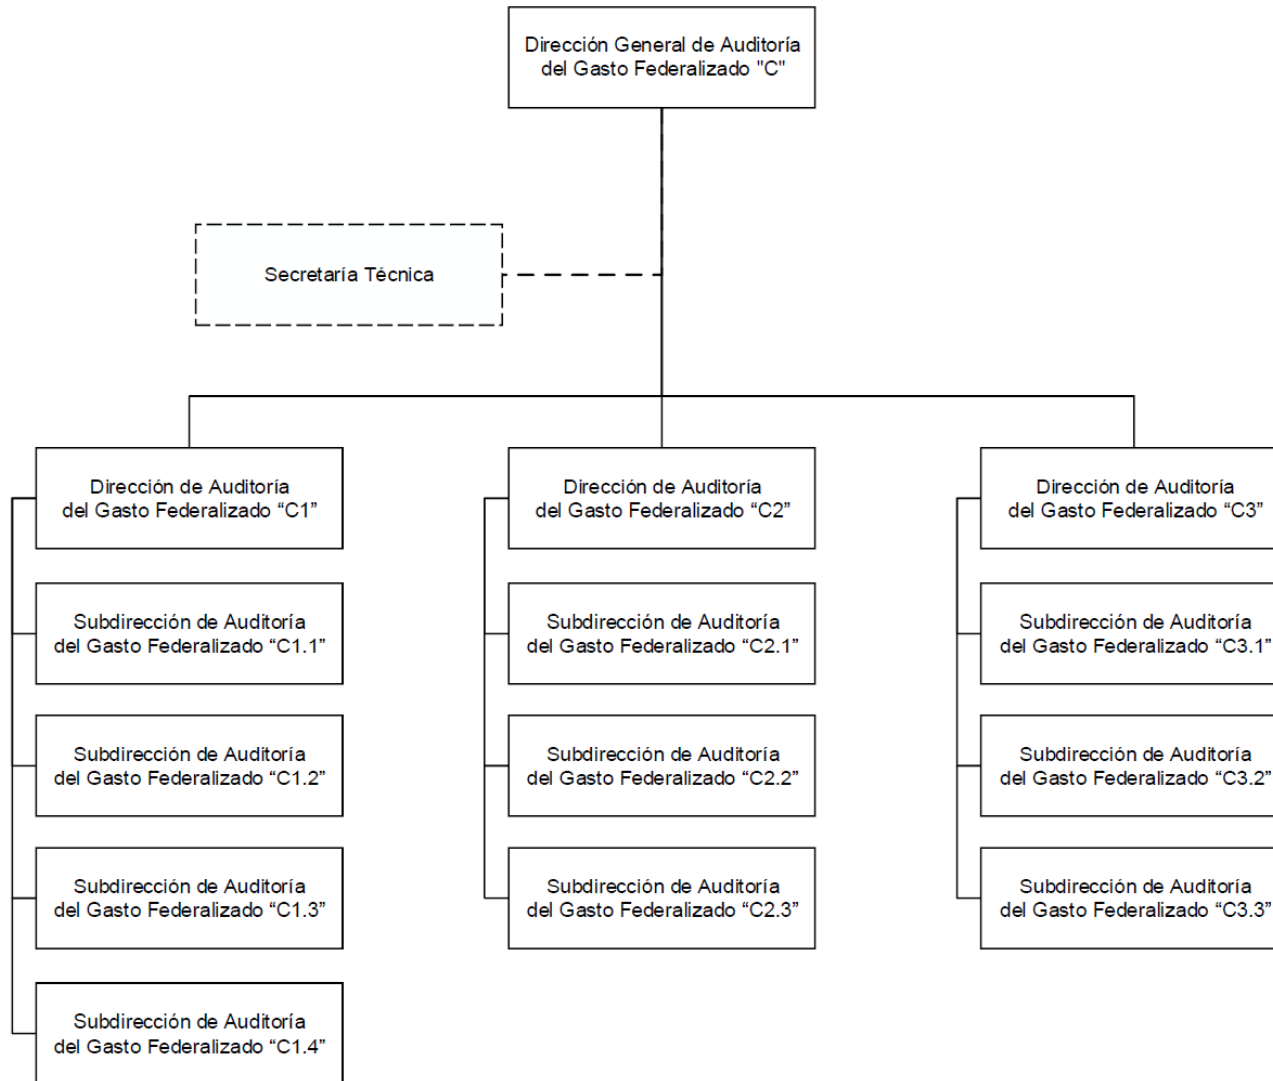 Dirección General de Auditoría
del Gasto Federalizado "C"
Secretaría Técnica
Dirección de Auditoría
del Gasto Federalizado “C1”
Subdirección de Auditoría
del Gasto Federalizado “C1.1”
Subdirección de Auditoría
del Gasto Federalizado “C1.2”
Subdirección de Auditoría
del Gasto Federalizado “C1.3”
Subdirección de Auditoría
del Gasto Federalizado “C1.4”
Dirección de Auditoría
del Gasto Federalizado “C2”
Subdirección de Auditoría
del Gasto Federalizado “C2.1”
Subdirección de Auditoría
del Gasto Federalizado “C2.2”
Subdirección de Auditoría
del Gasto Federalizado “C2.3”
Dirección de Auditoría
del Gasto Federalizado “C3”
Subdirección de Auditoría
del Gasto Federalizado “C3.1”
Subdirección de Auditoría
del Gasto Federalizado “C3.2”
Subdirección de Auditoría
del Gasto Federalizado “C3.3”